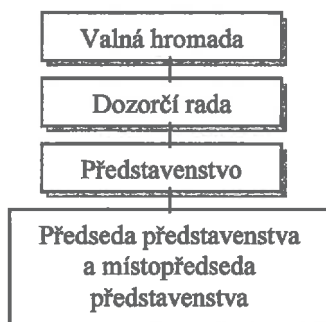 Valná hromada
Dozorčí rada
Představenstvo
Předseda představenstva
a místopředseda
představenstva